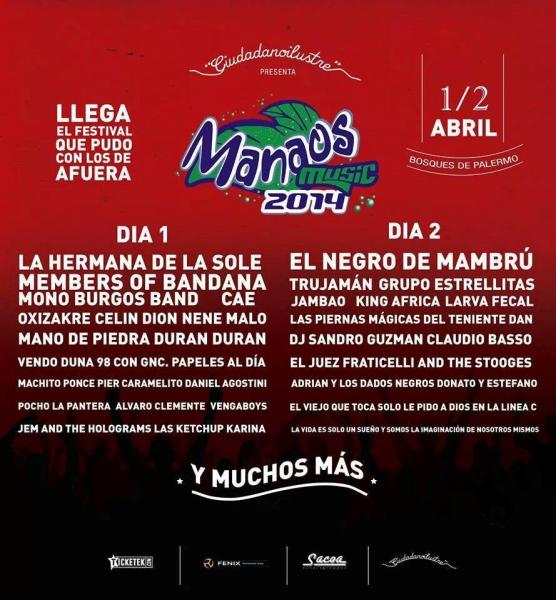 "Ciudadanoilustre"
PRESENTA
LLEGA
EL FESTIVAL
QUE PUDO
CON LOS DE
AFUERA
Manaos
music
2014
1/2
ABRIL
BOSQUES DE PALERMO
DIA 1
LA HERMANA DE LA SOLE
MEMBERS OF BANDANA
MONO BURGOS BAND CAE
OXIZAKRE CELIN DION NENE MALO
MANO DE PIEDRA DURAN DURAN
VENDO DUNA 98 CON GNC. PAPELES AL DÍA
MACHITO PONCE PIER CARAMELITO DANIEL AGOSTINI
POCHO LA PANTERA ALVARO CLEMENTE VENGABOYS
JEM AND THE HOLOGRAMS LAS KETCHUP KARINA
DIA 2
EL NEGRO DE MAMBRÚ
TRUJAMÁN GRUPO ESTRELLITAS
JAMBAO KING AFRICA LARVA FECAL
LAS PIERNAS MÁGICAS DEL TENIENTE DAN
DJ SANDRO GUZMAN CLAUDIO BASSO
EL JUEZ FRATICELLI AND THE STOOGES
ADRIAN Y LOS DADOS NEGROS DONATO Y ESTEFANO
EL VIEJO QUE TOCA SOLO LE PIDO A DIOS EN LA LINEA C
LA VIDA ES SOLO UN SUEÑO Y SOMOS LA IMAGINACIÓN DE NOSOTROS MISMOS
Y MUCHOS MÁS
TICKETEK
FENIX
Sacoa
"Ciudadanoilustre"